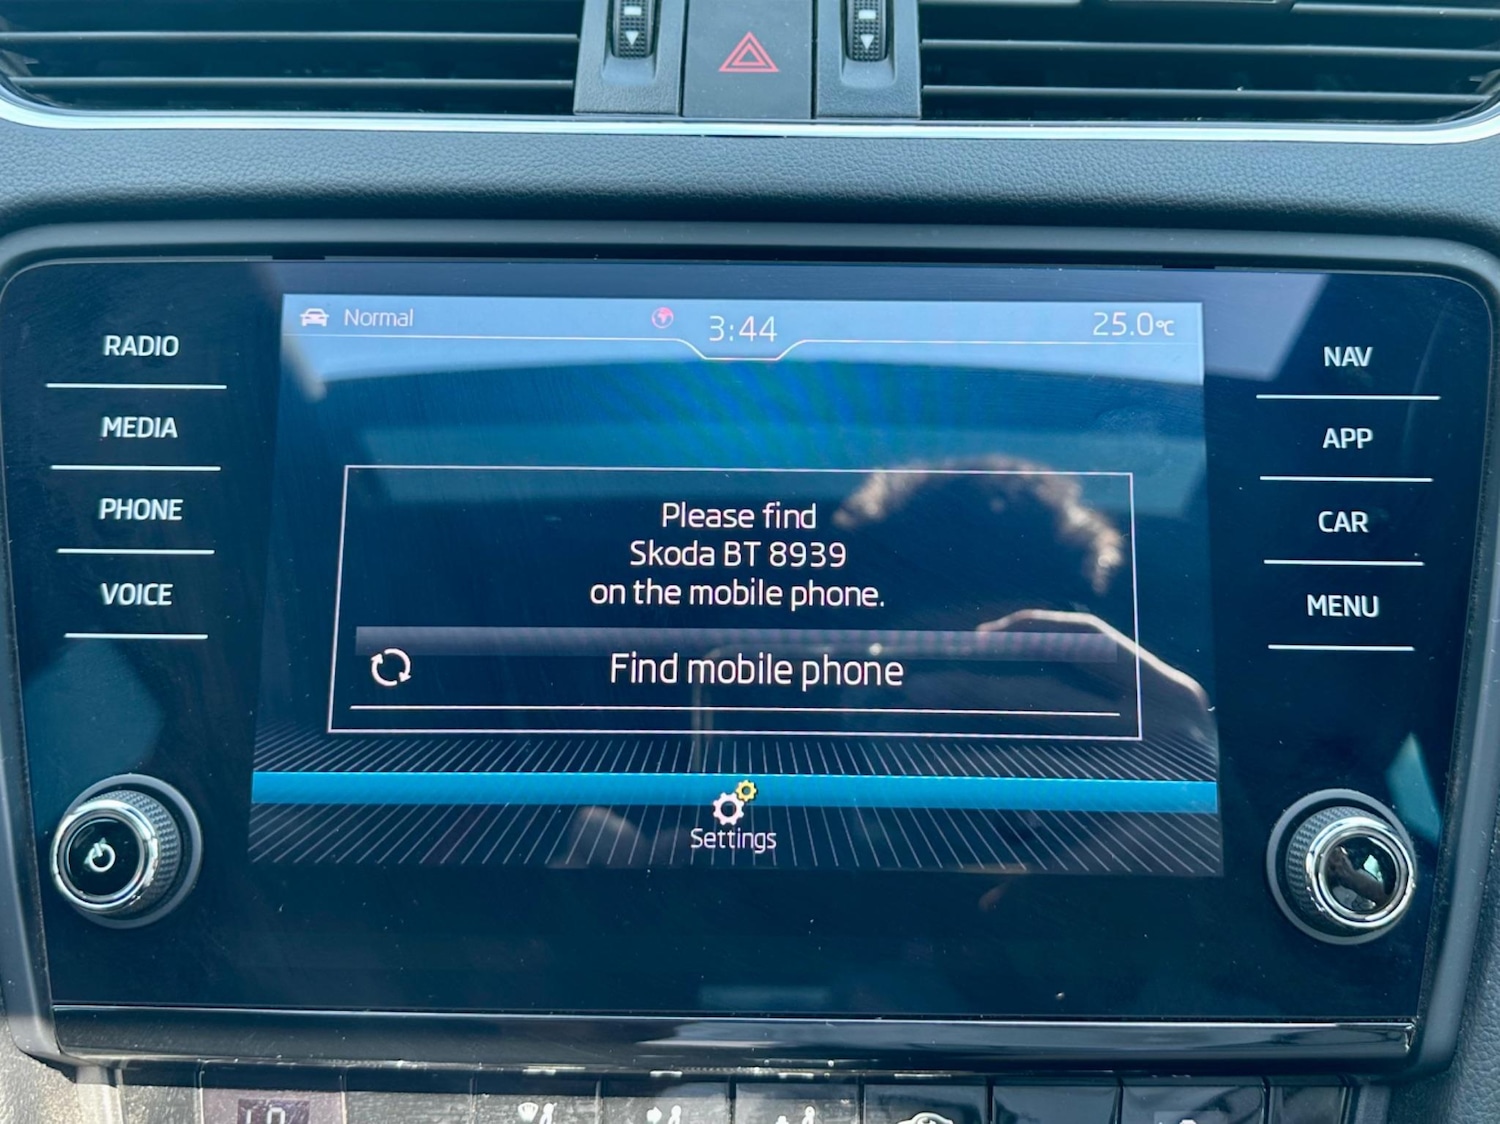 Normal
3:44
25.0°C
RADIO
MEDIA
PHONE
VOICE
NAV
APP
CAR
MENU
Please find
Skoda BT 8939
on the mobile phone.
Find mobile phone
Settings